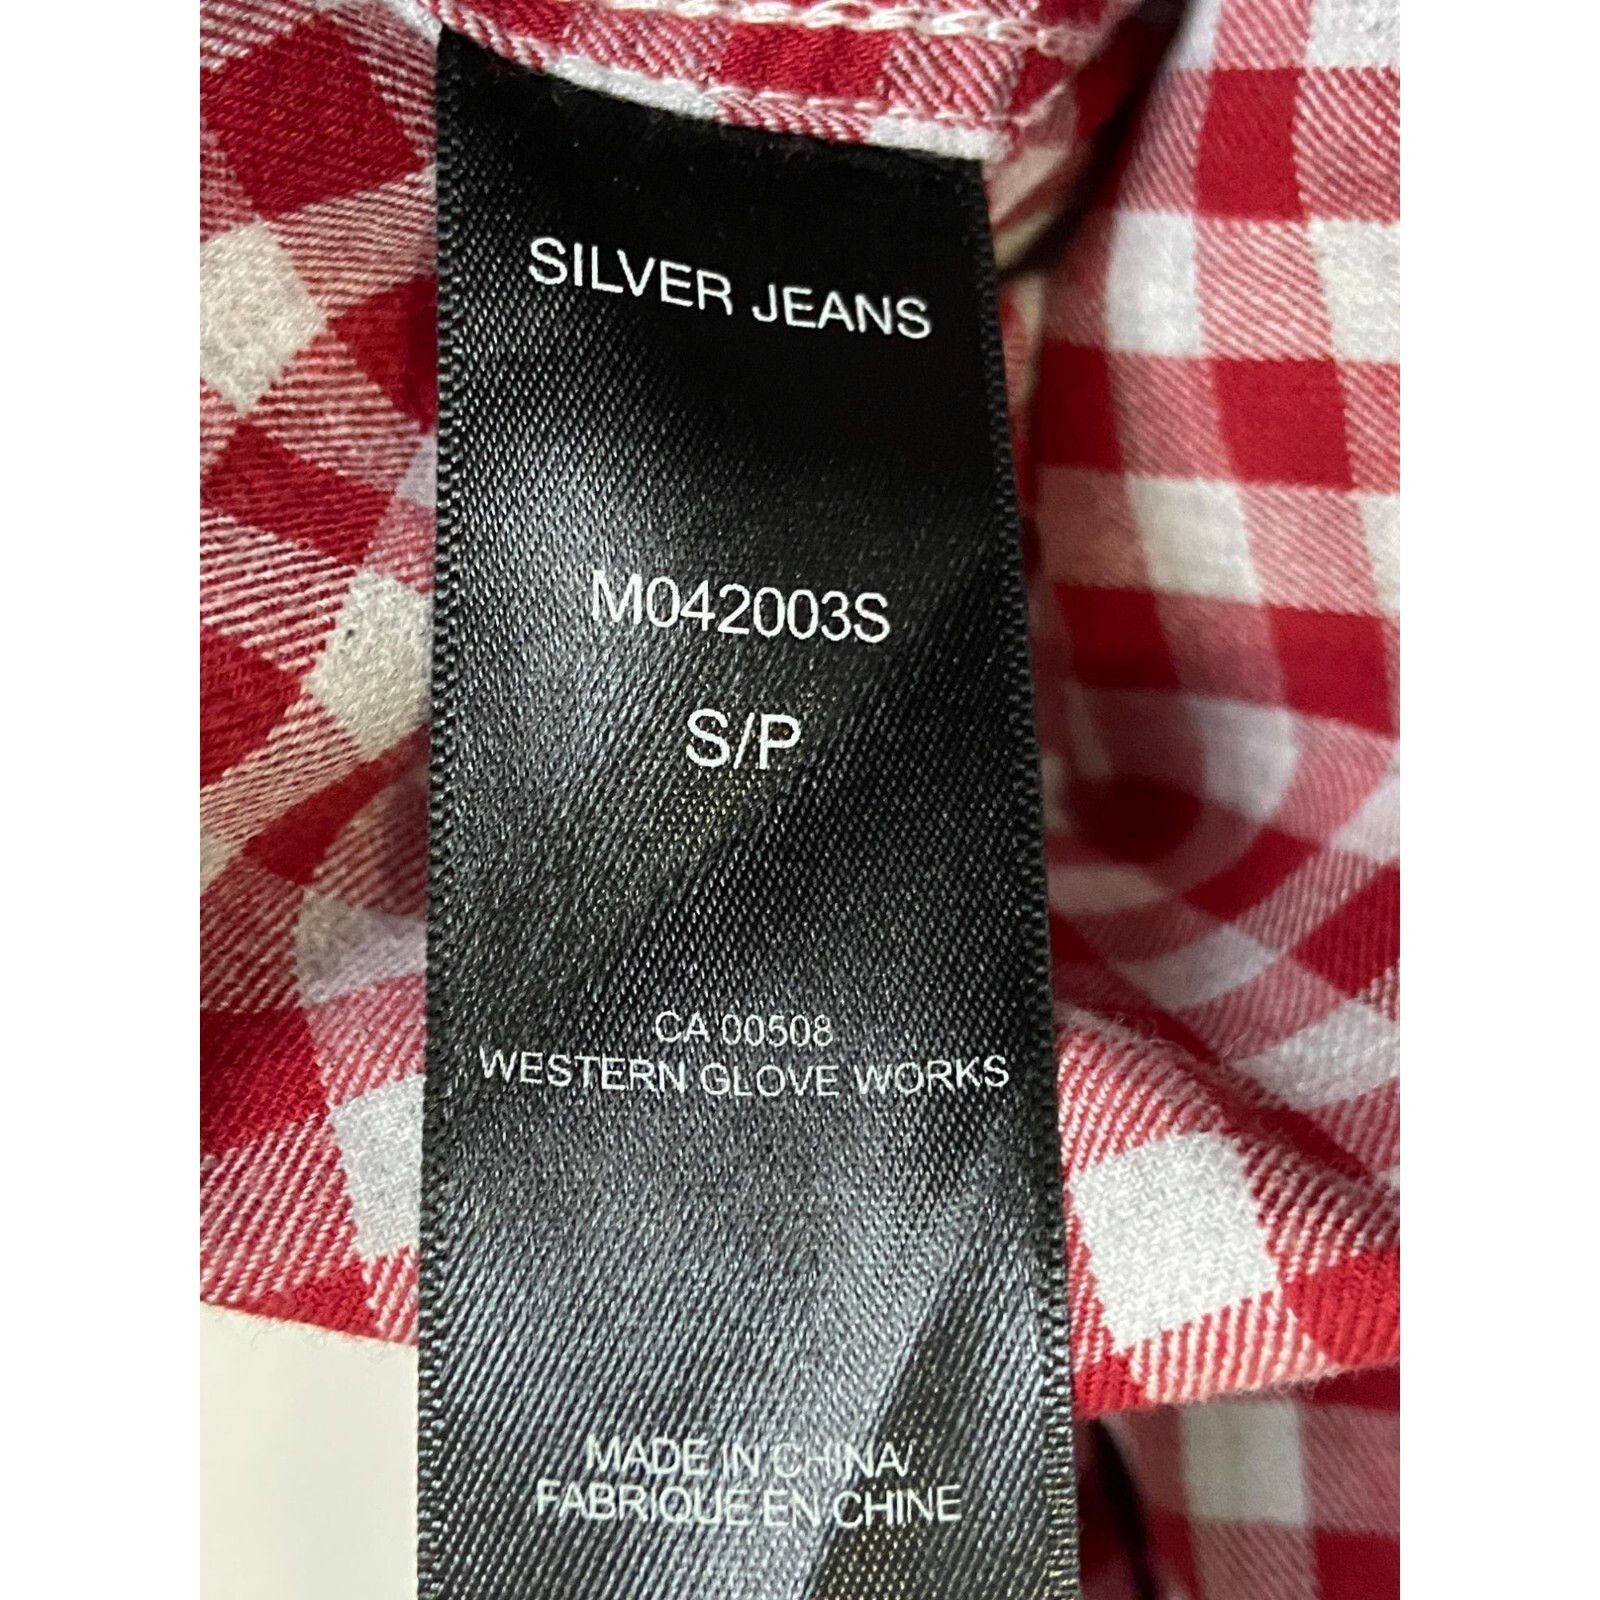 SILVER JEANS
M042003S
S/P
CA 00508
WESTERN GLOVE WORKS
MADE IN CHINA/
FABRIQUE EN CHINE